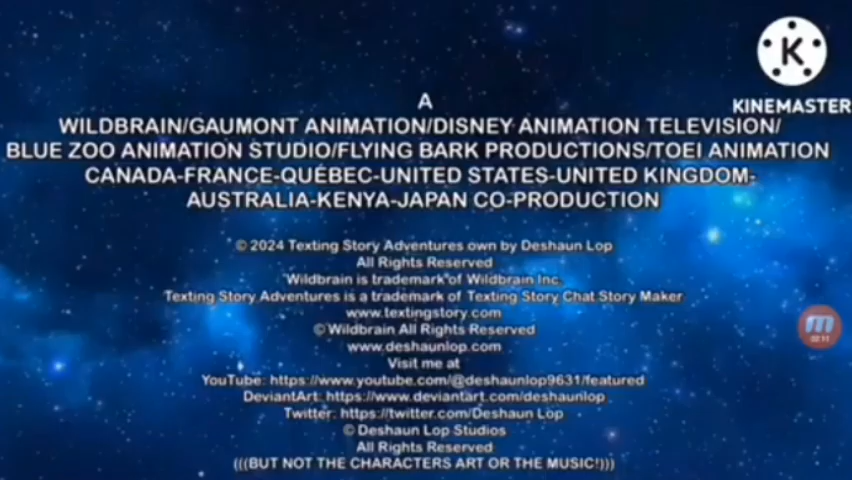 K
KINEMASTER
A
WILDBRAIN/GAUMONT ANIMATION/DISNEY ANIMATION TELEVISION/
BLUE ZOO ANIMATION STUDIO/FLYING BARK PRODUCTIONS/TOEI ANIMATION
CANADA-FRANCE-QUÉBEC-UNITED STATES-UNITED KINGDOM-
AUSTRALIA-KENYA-JAPAN CO-PRODUCTION
© 2024 Texting Story Adventures own by Deshaun Lop
All Rights Reserved
"Wildbrain is trademark"of Wildbrain Inc.
Texting Story Adventures is a trademark of Texting Story Chat Story Maker
www.textingstory.com
© Wildbrain All Rights Reserved
www.deshaunlop.com
Visit me at
YouTube: https://www.youtube.com/@deshaunlop9631/featured
DeviantArt: https://www.deviantart.com/deshaunlop
Twitter: https://twitter.com/Deshaun Lop
© Deshaun Lop Studios
All Rights Reserved
(((BUT NOT THE CHARACTERS ART OR THE MUSIC!)))
02:11